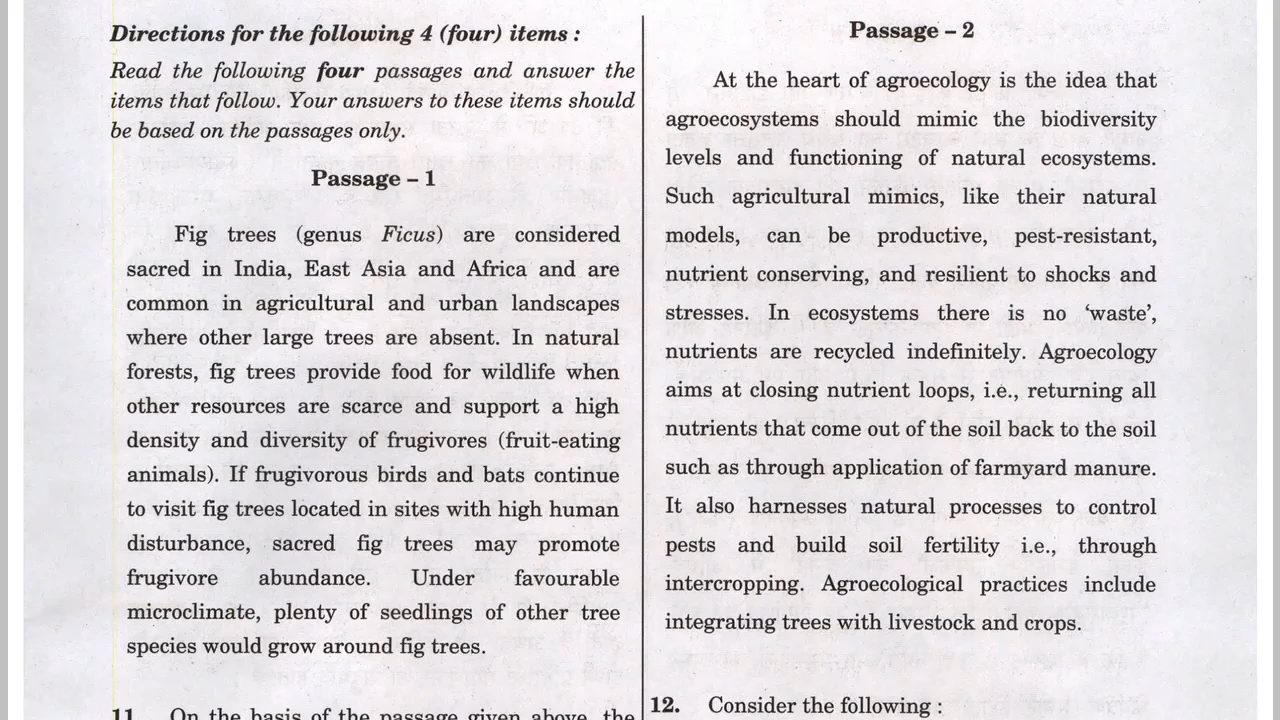 Directions for the following 4 (four) items :
Read the following four passages and answer the
items that follow. Your answers to these items should
be based on the passages only.
Passage – 1
Fig trees (genus Ficus) are considered
sacred in India, East Asia and Africa and are
common in agricultural and urban landscapes
where other large trees are absent. In natural
forests, fig trees provide food for wildlife when
other resources are scarce and support a high
density and diversity of frugivores (fruit-eating
animals). If frugivorous birds and bats continue
to visit fig trees located in sites with high human
disturbance, sacred fig trees may promote
frugivore abundance. Under favourable
microclimate, plenty of seedlings of other tree
species would grow around fig trees.
11. On the basis of the passage given above, the
Passage – 2
At the heart of agroecology is the idea that
agroecosystems should mimic the biodiversity
levels and functioning of natural ecosystems.
Such agricultural mimics, like their natural
models, can be productive, pest-resistant,
nutrient conserving, and resilient to shocks and
stresses. In ecosystems there is no ‘waste’,
nutrients are recycled indefinitely. Agroecology
aims at closing nutrient loops, i.e., returning all
nutrients that come out of the soil back to the soil
such as through application of farmyard manure.
It also harnesses natural processes to control
pests and build soil fertility i.e., through
intercropping. Agroecological practices include
integrating trees with livestock and crops.
12. Consider the following :